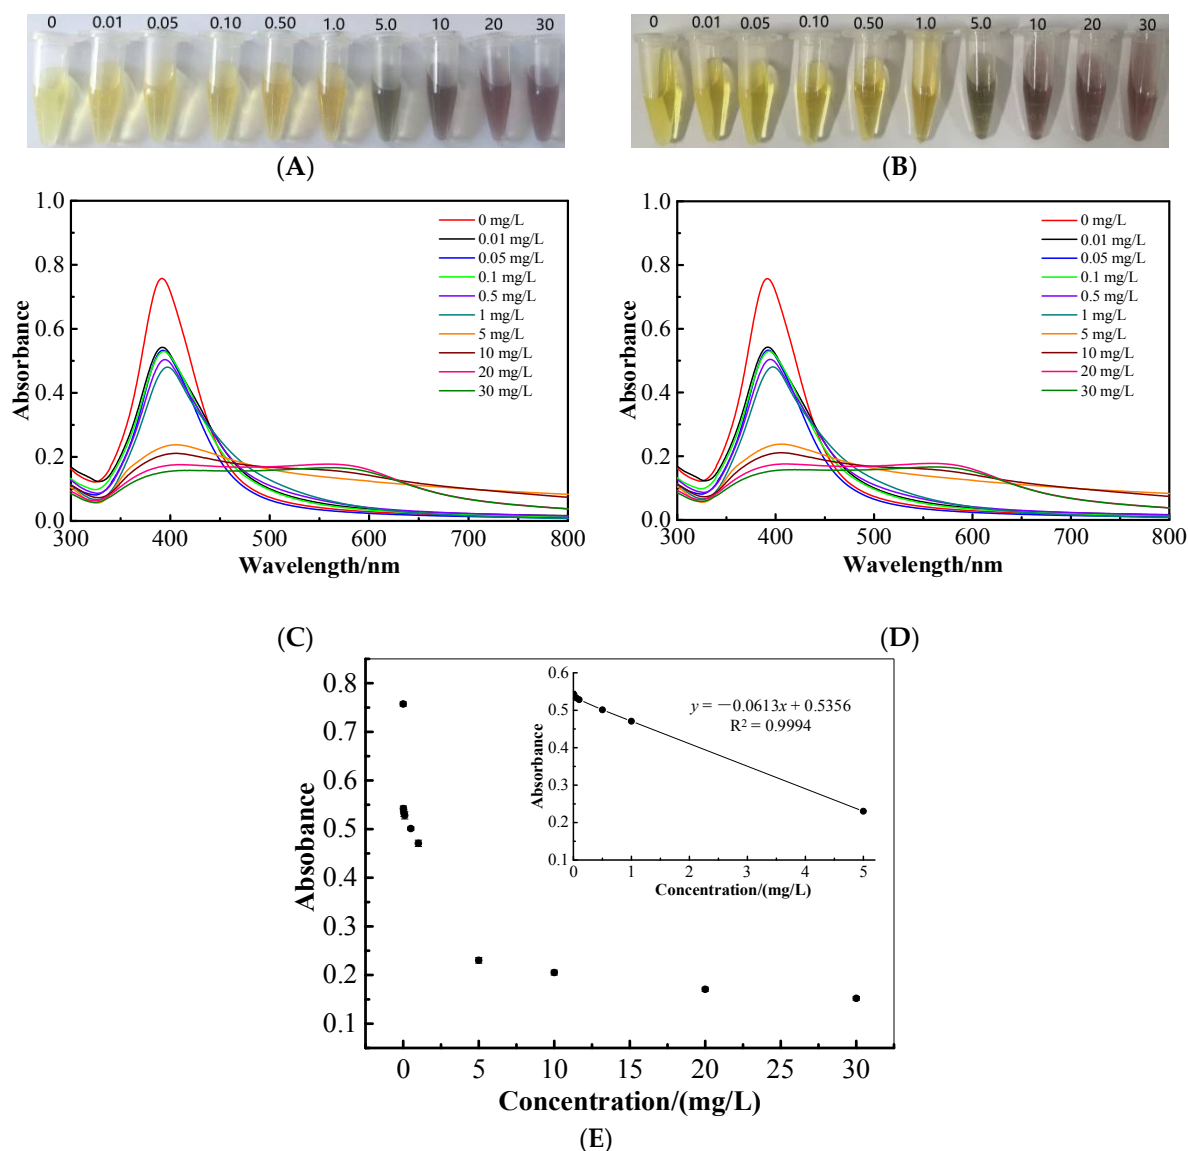 0 0.01 0.05 0.10 0.50 1.0 5.0 10 20 30
(A)
0 0.01 0.05 0.10 0.50 1.0 5.0 10 20 30
(B)
1.0
0.8
0.6
0.4
0.2
0.0
300 400 500 600 700 800
Absorbance
Wavelength/nm
0 mg/L
0.01 mg/L
0.05 mg/L
0.1 mg/L
0.5 mg/L
1 mg/L
5 mg/L
10 mg/L
20 mg/L
30 mg/L
(C)
1.0
0.8
0.6
0.4
0.2
0.0
300 400 500 600 700 800
Absorbance
Wavelength/nm
0 mg/L
0.01 mg/L
0.05 mg/L
0.1 mg/L
0.5 mg/L
1 mg/L
5 mg/L
10 mg/L
20 mg/L
30 mg/L
(D)
0.8
0.7
0.6
0.5
0.4
0.3
0.2
0.1
0 5 10 15 20 25 30
Absobance
Concentration/(mg/L)
0.6
0.5
0.4
0.3
0.2
0.1
0 1 2 3 4 5
Absorbance
Concentration/(mg/L)
y = −0.0613x + 0.5356
R² = 0.9994
(E)